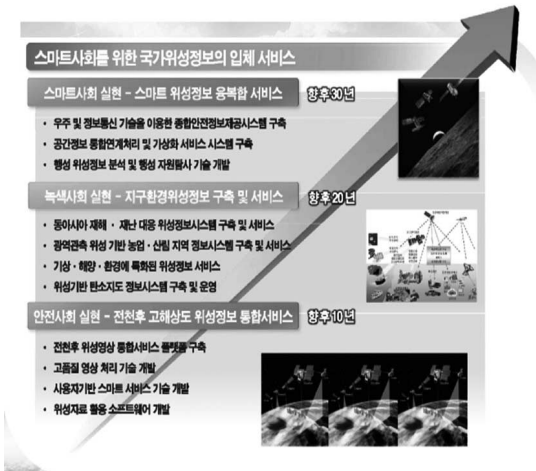 스마트사회를 위한 국가위성정보의 입체 서비스
스마트사회 실현 - 스마트 위성정보 융복합 서비스 향후30년
• 우주 및 정보통신 기술을 이용한 종합안전정보제공시스템 구축
• 공간정보 통합연계처리 및 가상화 서비스 시스템 구축
• 행성 위성정보 분석 및 행성 자원탐사 기술 개발
녹색사회 실현 - 지구환경위성정보 구축 및 서비스 향후20년
• 동아시아 재해 · 재난 대응 위성정보시스템 구축 및 서비스
• 광역관측 위성 기반 농업 · 산림 지역 정보시스템 구축 및 서비스
• 기상 · 해양 · 환경에 특화된 위성정보 서비스
• 위성기반 탄소지도 정보시스템 구축 및 운영
안전사회 실현 - 전천후 고해상도 위성정보 통합서비스 향후10년
• 전천후 위성영상 통합서비스 플랫폼 구축
• 고품질 영상 처리 기술 개발
• 사용자기반 스마트 서비스 기술 개발
• 위성자료 활용 소프트웨어 개발